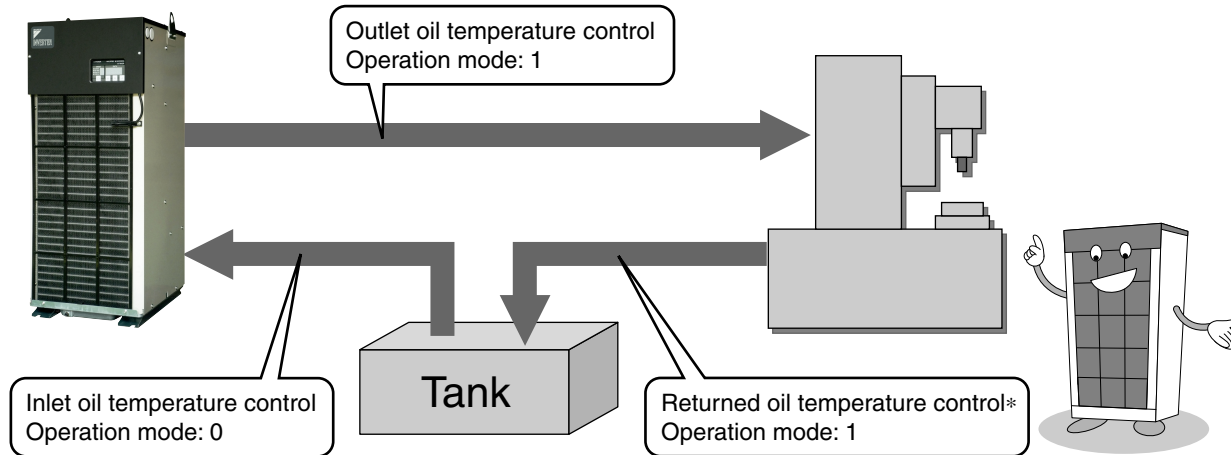 INVERTER
Outlet oil temperature control
Operation mode: 1
Inlet oil temperature control
Operation mode: 0
Tank
Returned oil temperature control*
Operation mode: 1